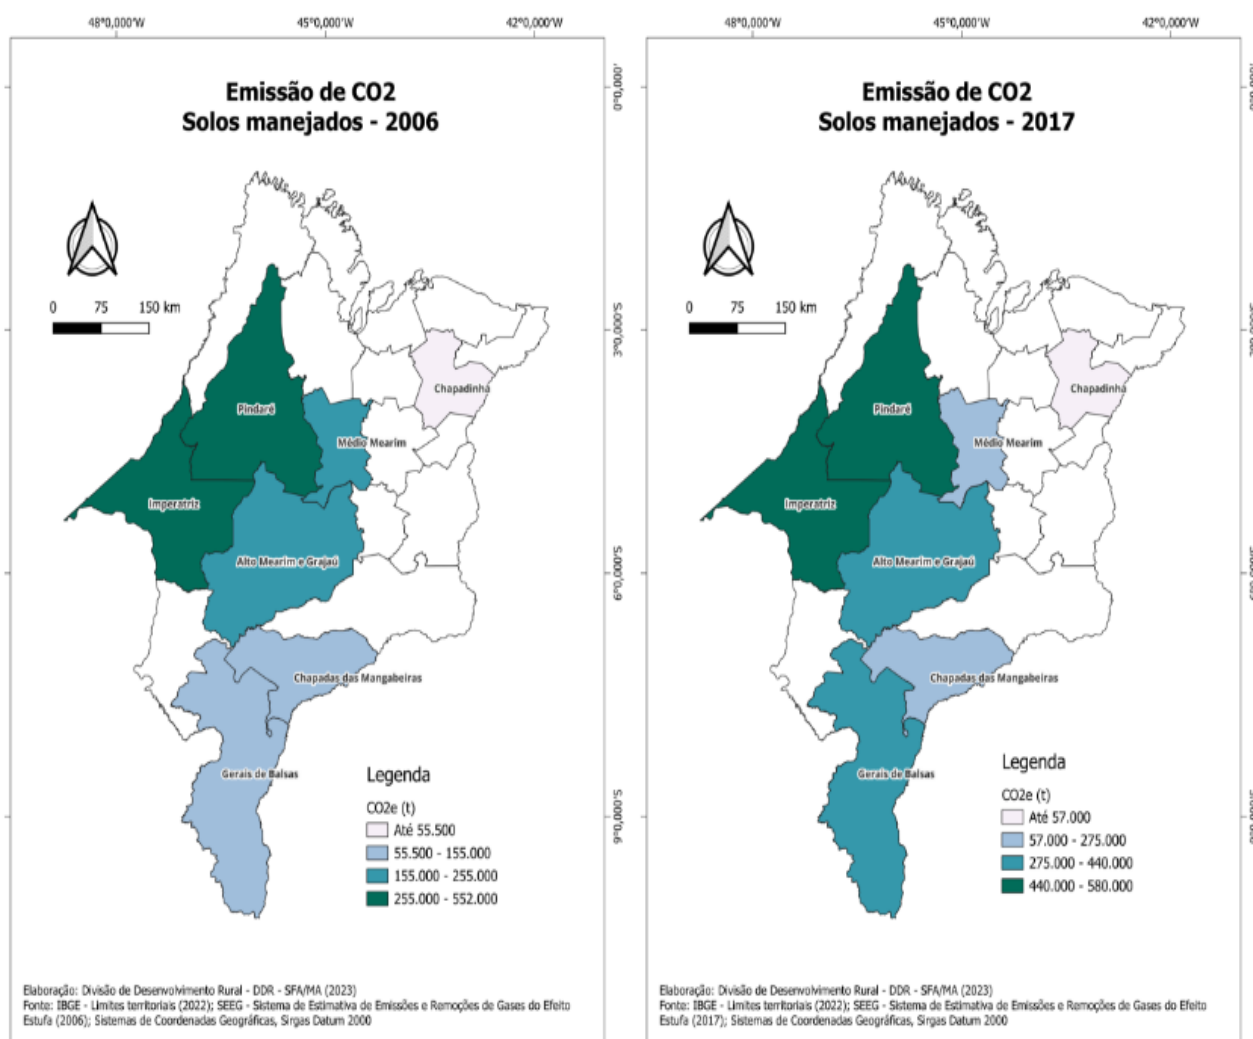 48°0,000'W 45°0,000'W 42°0,000'W
Emissão de CO2
Solos manejados - 2006
0 75 150 km
Chapadinha
Pindaré
Médio Mearim
Imperatriz
Alto Mearim e Grajaú
Chapadas das Mangabeiras
Gerais de Balsas
Legenda
CO2e (t)
Até 55.500
55.500 - 155.000
155.000 - 255.000
255.000 - 552.000
0°0,000'
3°0,000'S
6°0,000'S
9°0,000'S
Elaboração: Divisão de Desenvolvimento Rural - DDR - SFA/MA (2023)
Fonte: IBGE - Limites territoriais (2022); SEEG - Sistema de Estimativa de Emissões e Remoções de Gases do Efeito
Estufa (2006); Sistemas de Coordenadas Geográficas, Sirgas Datum 2000
48°0,000'W 45°0,000'W 42°0,000'W
Emissão de CO2
Solos manejados - 2017
0 75 150 km
Chapadinha
Pindaré
Médio Mearim
Imperatriz
Alto Mearim e Grajaú
Chapadas das Mangabeiras
Gerais de Balsas
Legenda
CO2e (t)
Até 57.000
57.000 - 275.000
275.000 - 440.000
440.000 - 580.000
Elaboração: Divisão de Desenvolvimento Rural - DDR - SFA/MA (2023)
Fonte: IBGE - Limites territoriais (2022); SEEG - Sistema de Estimativa de Emissões e Remoções de Gases do Efeito
Estufa (2017); Sistemas de Coordenadas Geográficas, Sirgas Datum 2000